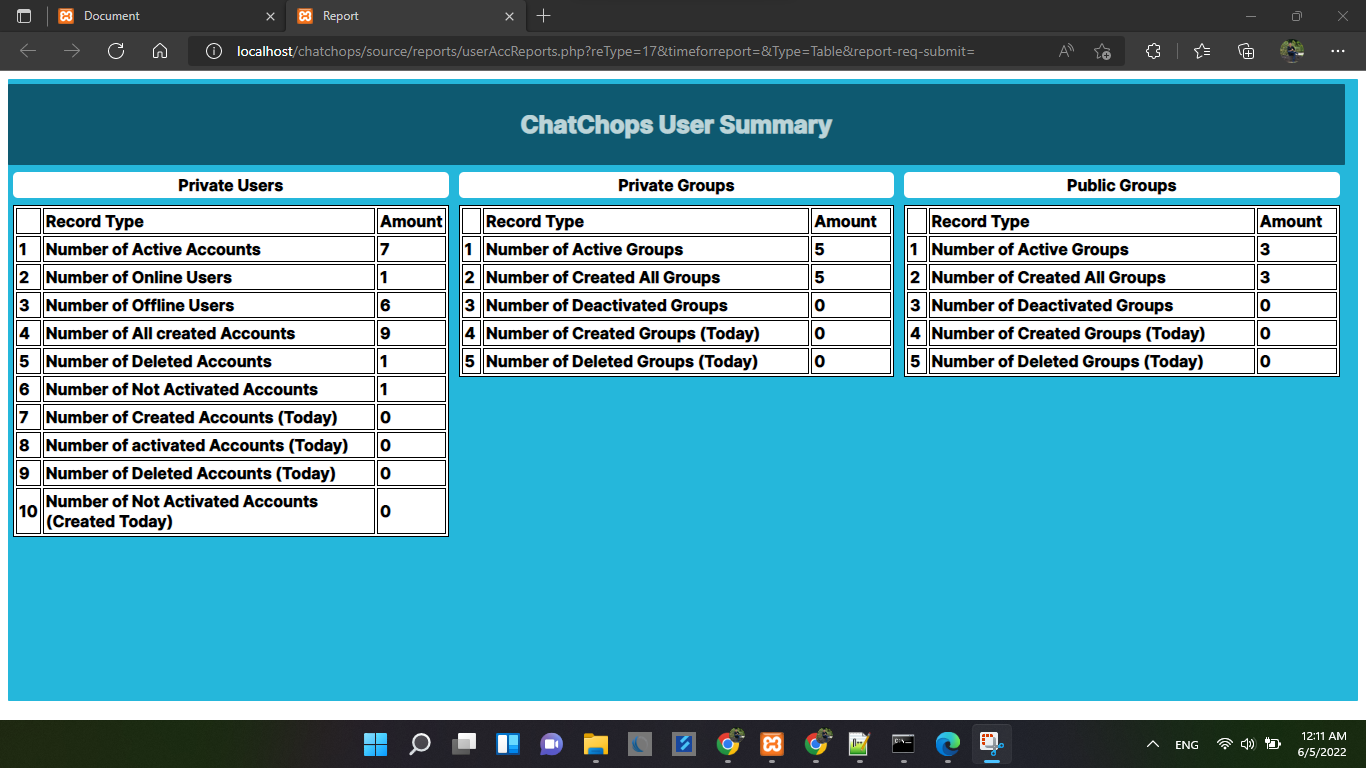 Document
Report
localhost/chatchops/source/reports/userAccReports.php?reType=17&timeforreport=&Type=Table&report-req-submit=
ChatChops User Summary
Private Users
Record Type Amount
1 Number of Active Accounts 7
2 Number of Online Users 1
3 Number of Offline Users 6
4 Number of All created Accounts 9
5 Number of Deleted Accounts 1
6 Number of Not Activated Accounts 1
7 Number of Created Accounts (Today) 0
8 Number of activated Accounts (Today) 0
9 Number of Deleted Accounts (Today) 0
10 Number of Not Activated Accounts
(Created Today) 0
Private Groups
Record Type Amount
1 Number of Active Groups 5
2 Number of Created All Groups 5
3 Number of Deactivated Groups 0
4 Number of Created Groups (Today) 0
5 Number of Deleted Groups (Today) 0
Public Groups
Record Type Amount
1 Number of Active Groups 3
2 Number of Created All Groups 3
3 Number of Deactivated Groups 0
4 Number of Created Groups (Today) 0
5 Number of Deleted Groups (Today) 0
ENG
12:11 AM
6/5/2022